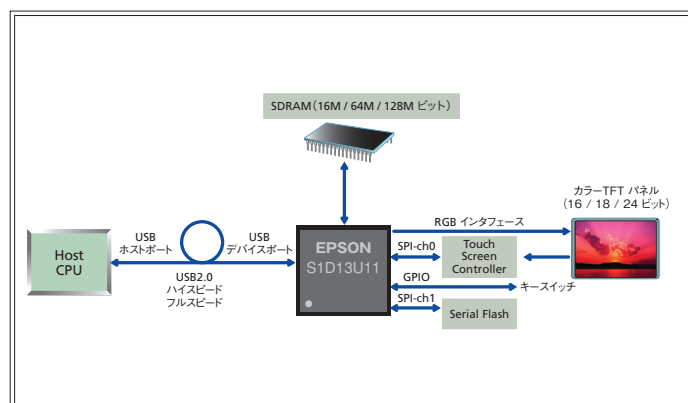 SDRAM(16M / 64M / 128M ビット)
カラーTFT パネル
(16 / 18 / 24 ビット)
RGB インタフェース
USB
ホストポート
USB
デバイスポート
EPSON
S1D13U11
SPI-ch0
Touch
Screen
Controller
Host
CPU
GPIO
キースイッチ
USB2.0
ハイスピード
フルスピード
SPI-ch1
Serial Flash